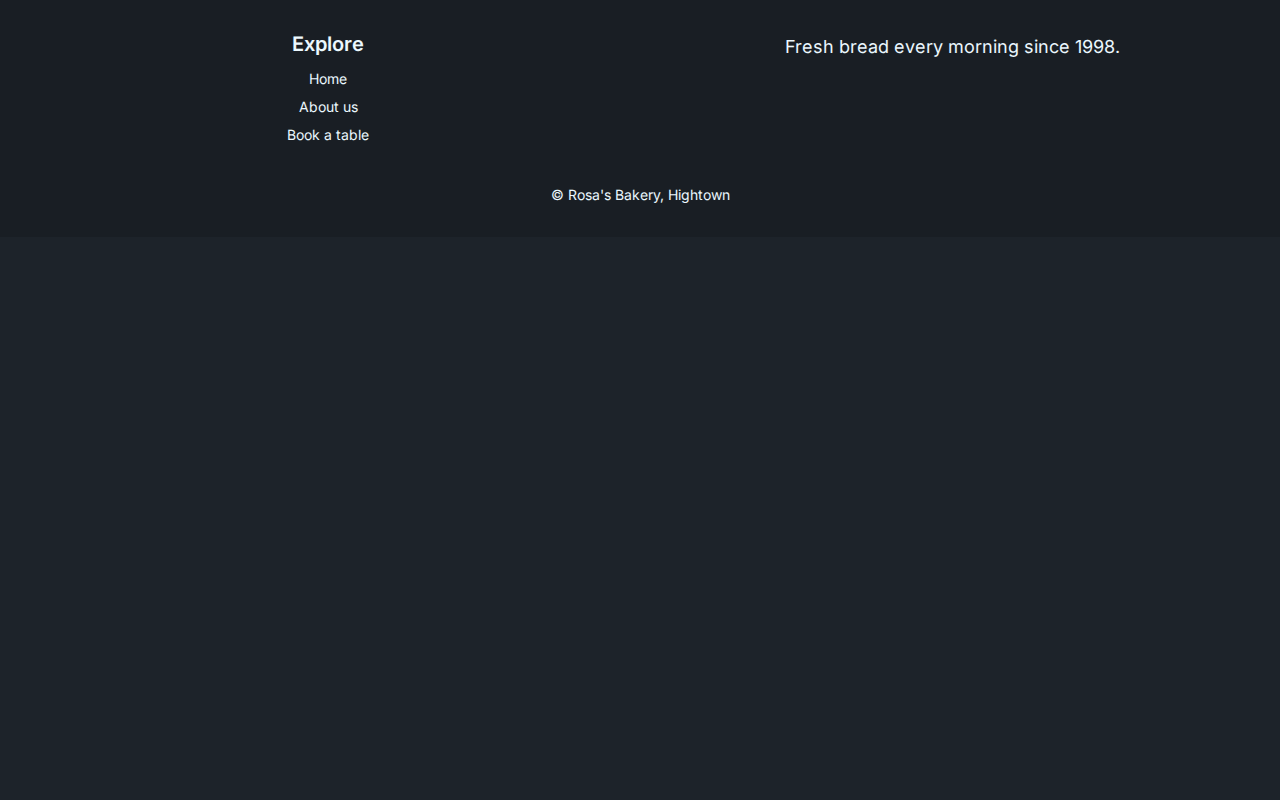 Explore
Home
About us
Book a table
Fresh bread every morning since 1998.
© Rosa's Bakery, Hightown